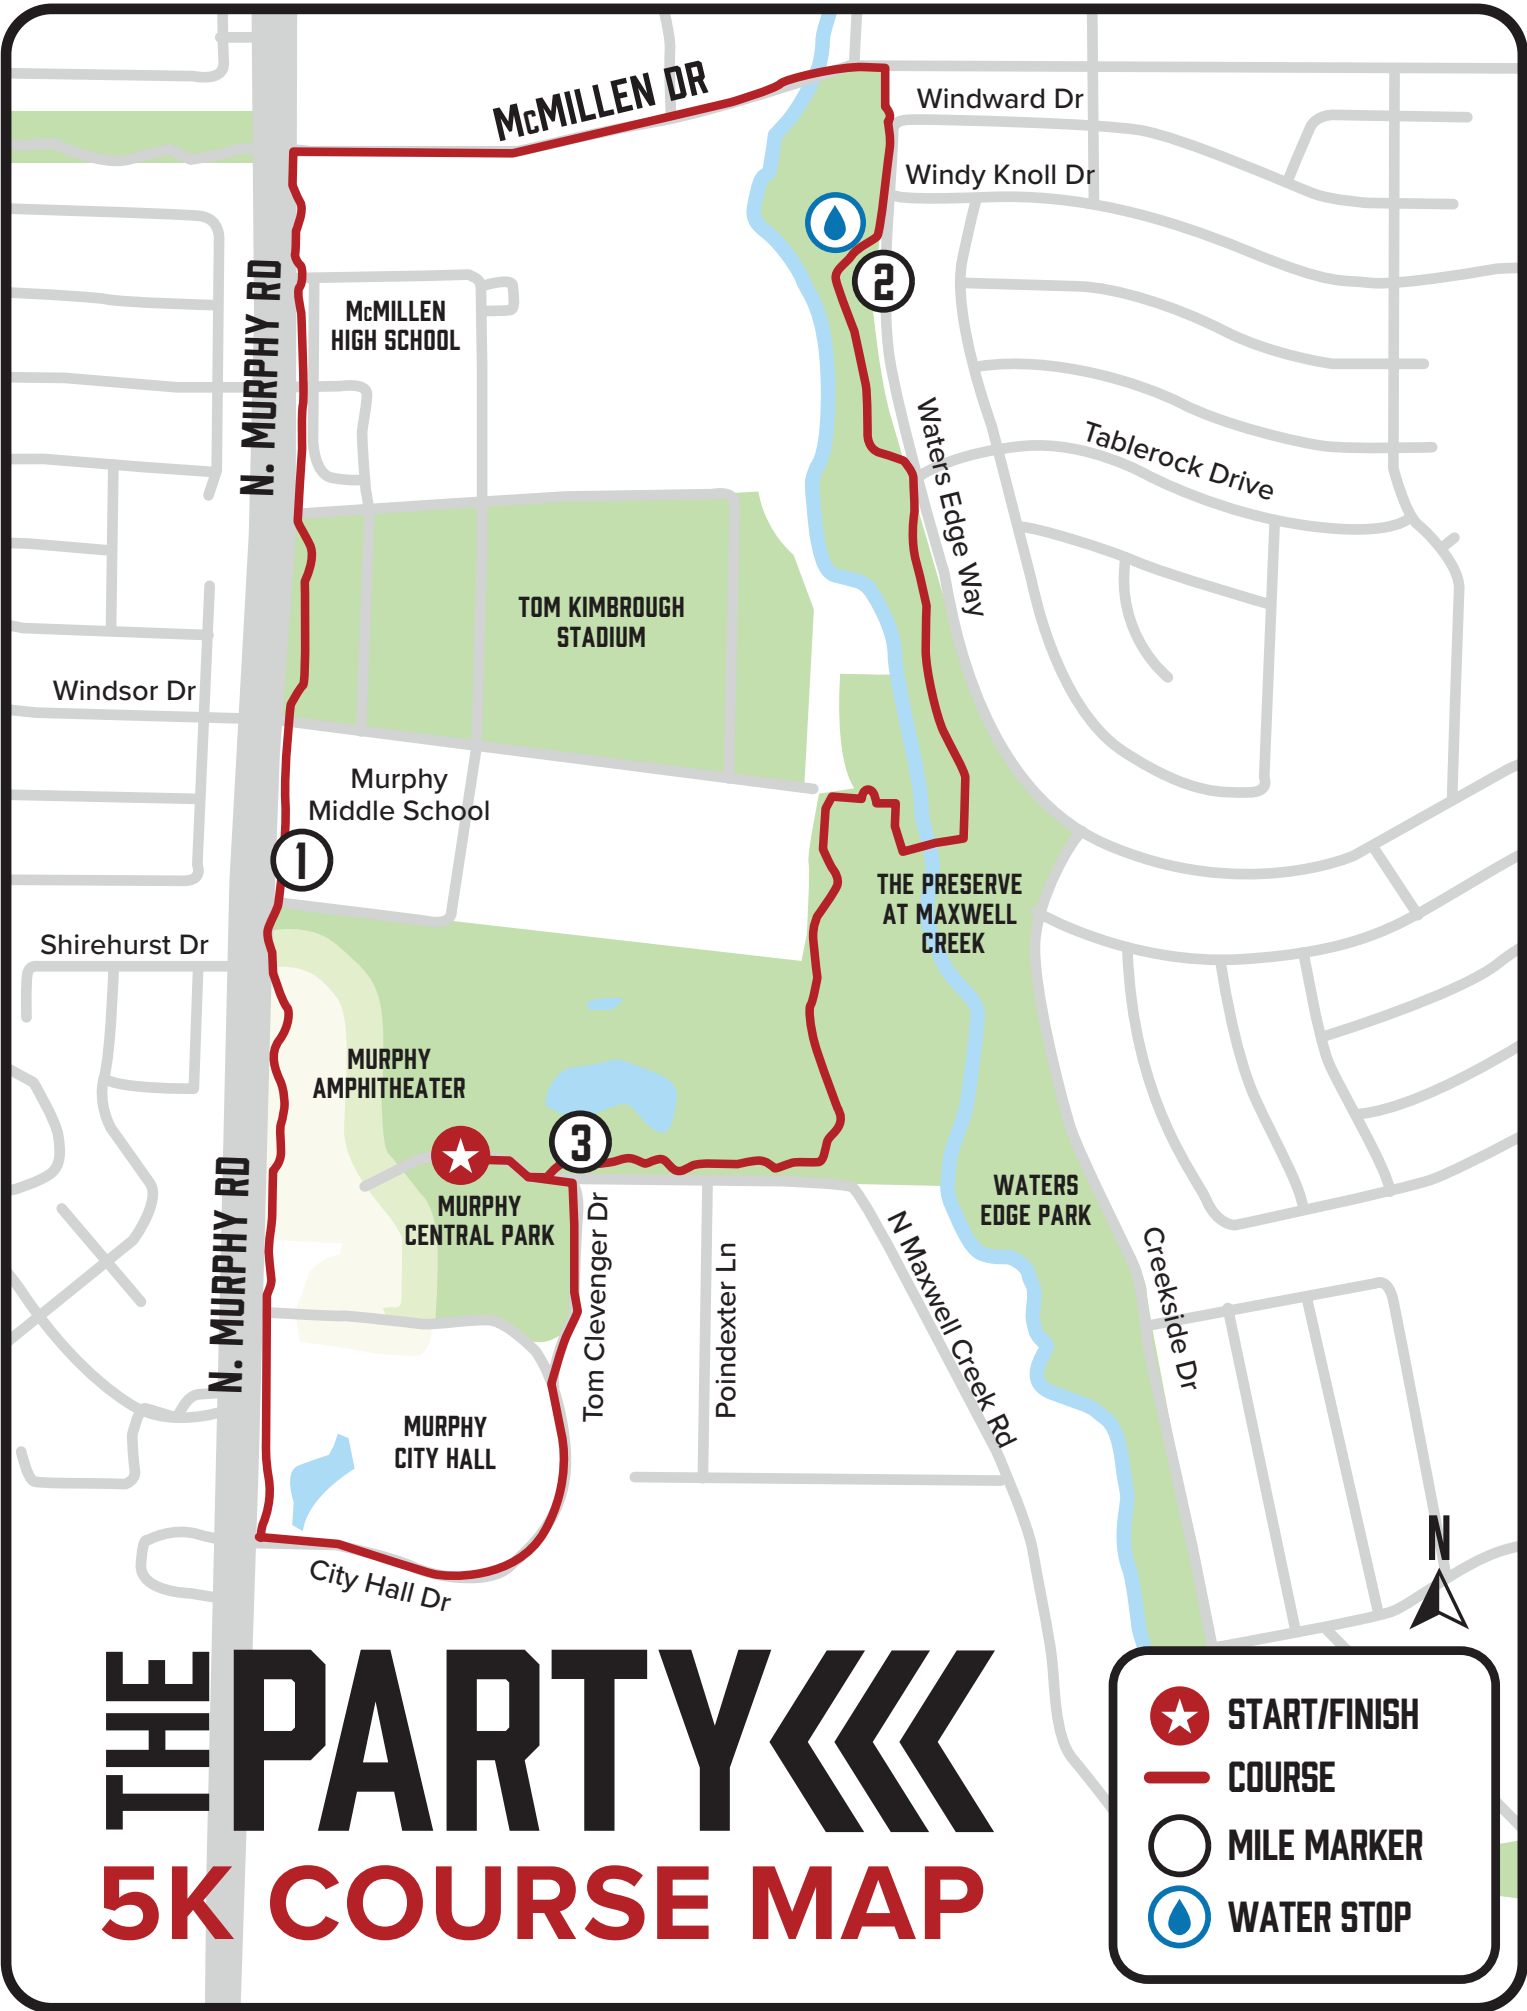 McMILLEN DR
Windward Dr
Windy Knoll Dr
2
N. MURPHY RD
McMILLEN
HIGH SCHOOL
Waters Edge Way
Tablerock Drive
TOM KIMBROUGH
STADIUM
Windsor Dr
Murphy
Middle School
1
THE PRESERVE
AT MAXWELL
CREEK
Shirehurst Dr
MURPHY
AMPHITHEATER
3
MURPHY
CENTRAL PARK
WATERS
EDGE PARK
N. MURPHY RD
Tom Clevenger Dr
Poindexter Ln
N Maxwell Creek Rd
Creekside Dr
MURPHY
CITY HALL
City Hall Dr
N
THE PARTY
5K COURSE MAP
START/FINISH
COURSE
MILE MARKER
WATER STOP